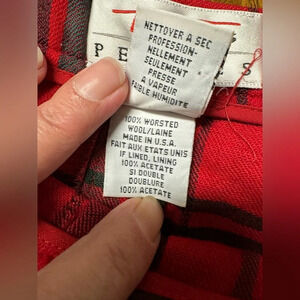 NETTOYER A SEC
PROFESSION-
NELLEMENT
SEULEMENT
PRESSE
A VAPEUR
FAIBLE HUMIDITE
100% WORSTED
WOOL/LAINE
MADE IN U.S.A.
FAIT AUX ETATS UNIS
IF LINED, LINING
100% ACETATE
SI DOUBLE
DOUBLURE
100% ACETATE